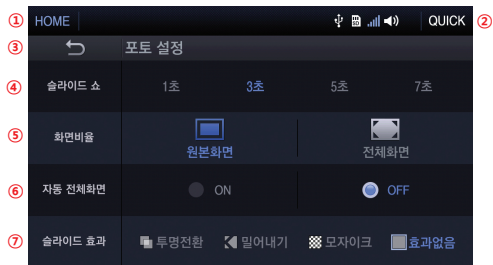 ① HOME QUICK ②
③ 포토 설정
④ 슬라이드 쇼 1초 3초 5초 7초
⑤ 화면비율 원본화면 전체화면
⑥ 자동 전체화면 ON OFF
⑦ 슬라이드 효과 투명전환 밀어내기 모자이크 효과없음